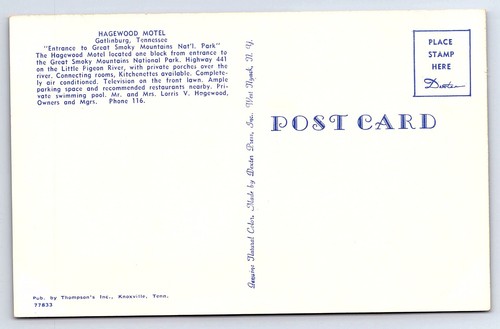 HAGEWOOD MOTEL
Gatlinburg, Tennessee
"Entrance to Great Smoky Mountains Nat'l. Park"
The Hagewood Motel located one block from entrance to
the Great Smoky Mountains National Park. Highway 441
on the Little Pigeon River, with private porches over the
river. Connecting rooms, Kitchenettes available. Complete-
ly air conditioned. Television on the front lawn. Ample
parking space and recommended restaurants nearby. Pri-
vate swimming pool. Mr. and Mrs. Lorris V. Hagewood,
Owners and Mgrs. Phone 116.
Pub. by Thompson's Inc., Knoxville, Tenn.
77833
Genuine Natural Color, Made by Dexter Press, Inc. West Nyack, N. Y.
POST CARD
PLACE
STAMP
HERE
Dexter